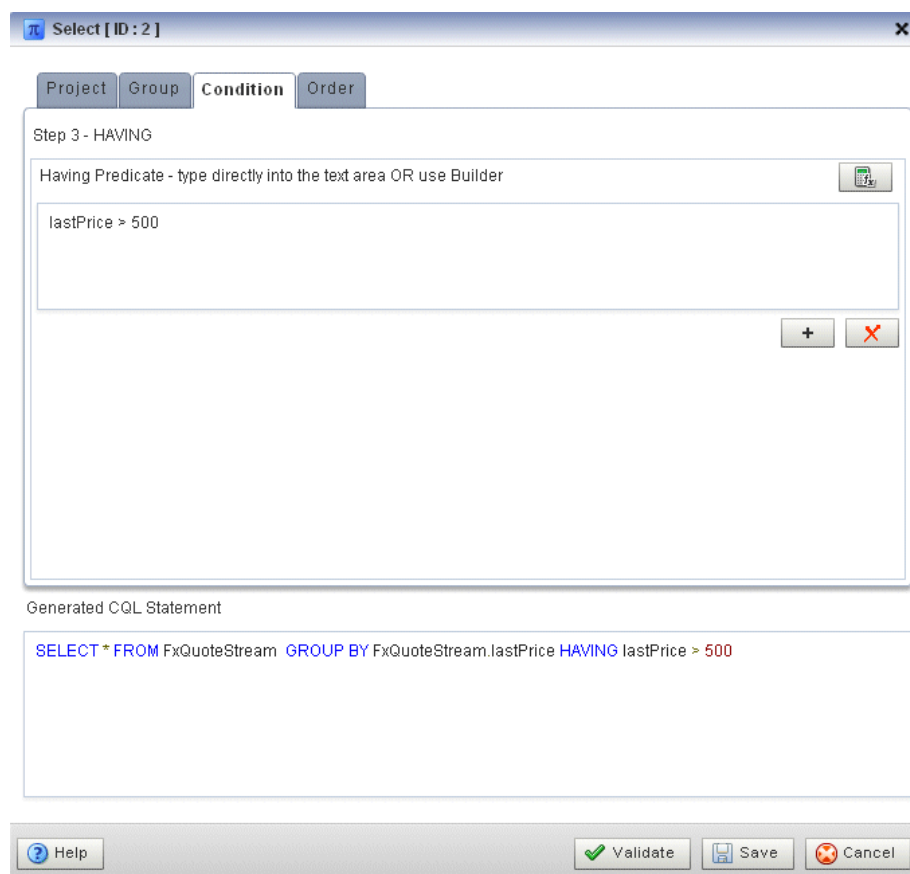 π Select [ ID : 2 ]
Project Group Condition Order
Step 3 - HAVING
Having Predicate - type directly into the text area OR use Builder
fx
lastPrice > 500
+
Generated CQL Statement
SELECT * FROM FxQuoteStream  GROUP BY FxQuoteStream.lastPrice HAVING lastPrice > 500
? Help Validate Save Cancel